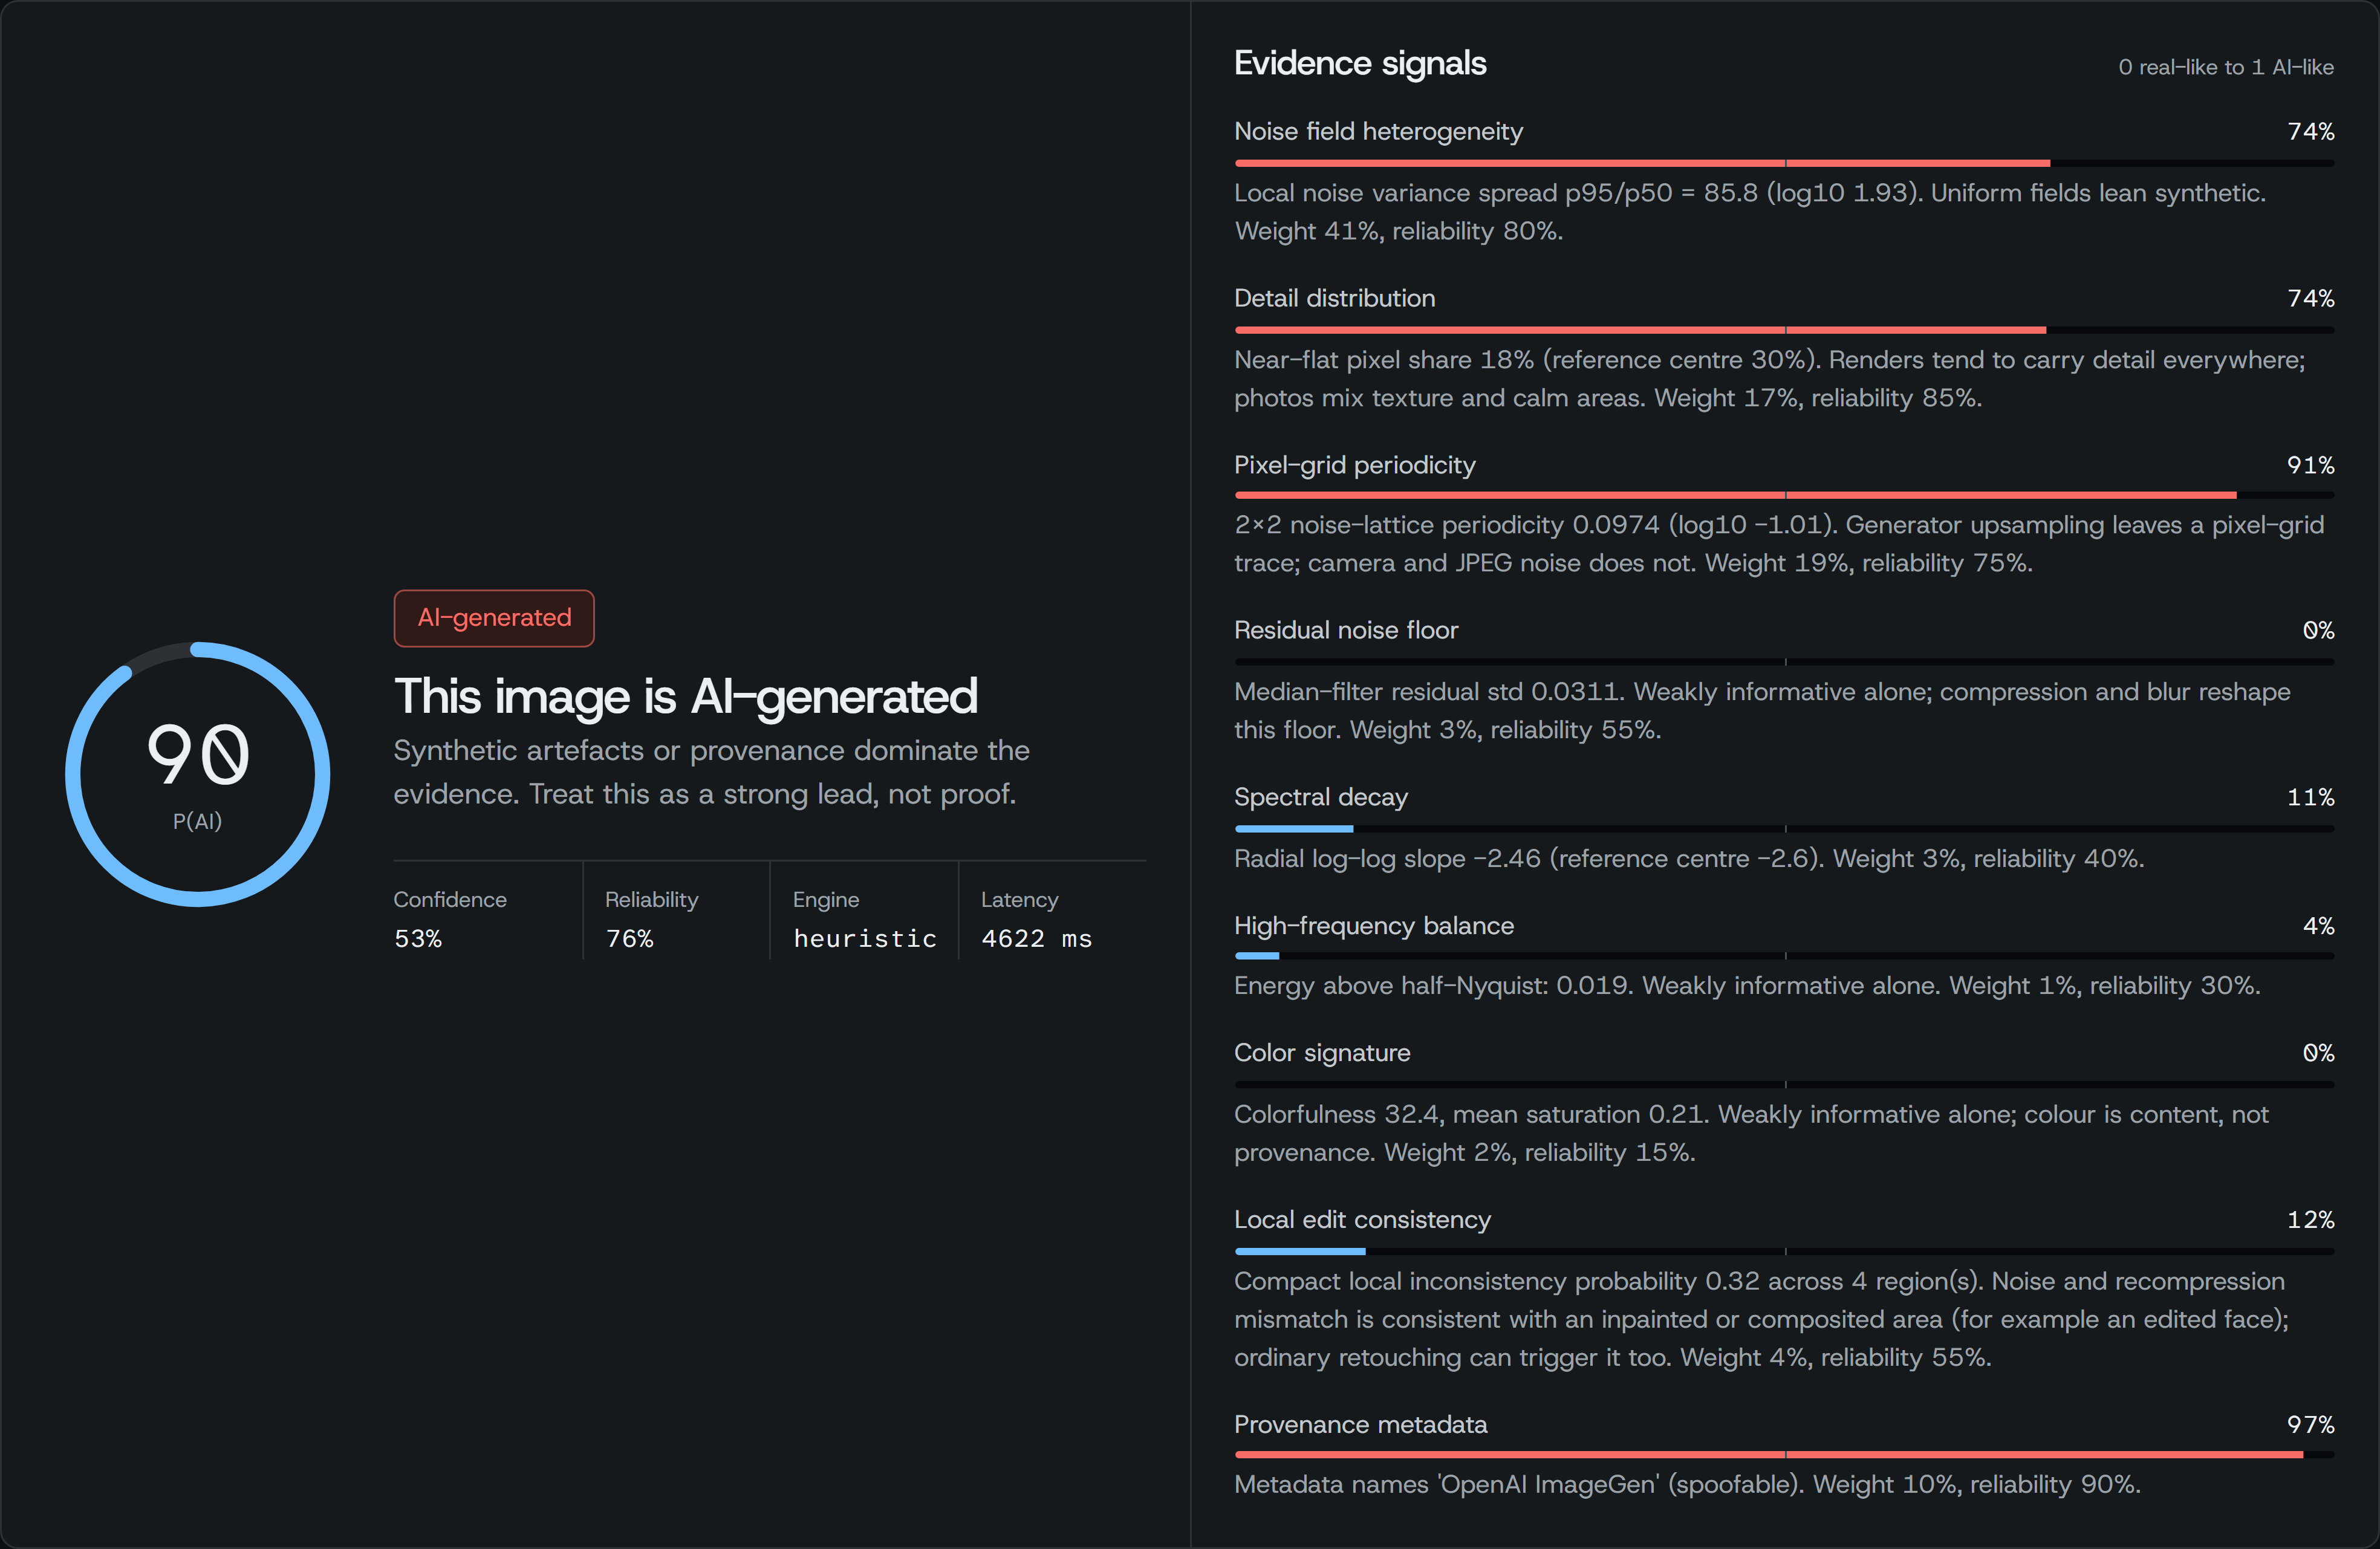 90
P(AI)
AI-generated
This image is AI-generated
Synthetic artefacts or provenance dominate the
evidence. Treat this as a strong lead, not proof.
Confidence
53%
Reliability
76%
Engine
heuristic
Latency
4622 ms
Evidence signals
0 real-like to 1 AI-like
Noise field heterogeneity
74%
Local noise variance spread p95/p50 = 85.8 (log10 1.93). Uniform fields lean synthetic.
Weight 41%, reliability 80%.
Detail distribution
74%
Near-flat pixel share 18% (reference centre 30%). Renders tend to carry detail everywhere;
photos mix texture and calm areas. Weight 17%, reliability 85%.
Pixel-grid periodicity
91%
2×2 noise-lattice periodicity 0.0974 (log10 -1.01). Generator upsampling leaves a pixel-grid
trace; camera and JPEG noise does not. Weight 19%, reliability 75%.
Residual noise floor
0%
Median-filter residual std 0.0311. Weakly informative alone; compression and blur reshape
this floor. Weight 3%, reliability 55%.
Spectral decay
11%
Radial log-log slope -2.46 (reference centre -2.6). Weight 3%, reliability 40%.
High-frequency balance
4%
Energy above half-Nyquist: 0.019. Weakly informative alone. Weight 1%, reliability 30%.
Color signature
0%
Colorfulness 32.4, mean saturation 0.21. Weakly informative alone; colour is content, not
provenance. Weight 2%, reliability 15%.
Local edit consistency
12%
Compact local inconsistency probability 0.32 across 4 region(s). Noise and recompression
mismatch is consistent with an inpainted or composited area (for example an edited face);
ordinary retouching can trigger it too. Weight 4%, reliability 55%.
Provenance metadata
97%
Metadata names 'OpenAI ImageGen' (spoofable). Weight 10%, reliability 90%.